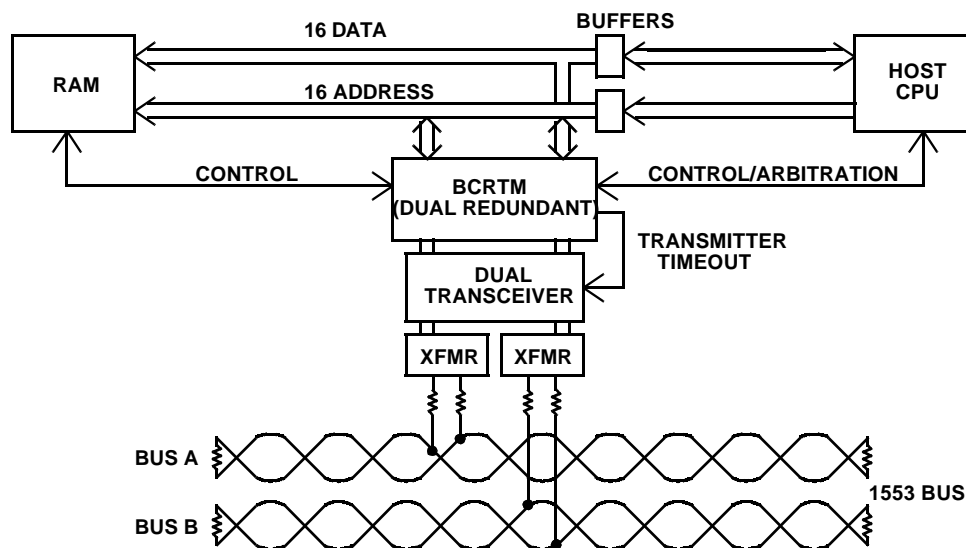 16 DATA
BUFFERS
RAM
HOST
CPU
16 ADDRESS
CONTROL
BCRTM
(DUAL REDUNDANT)
CONTROL/ARBITRATION
TRANSMITTER
TIMEOUT
DUAL
TRANSCEIVER
XFMR
XFMR
BUS A
1553 BUS
BUS B